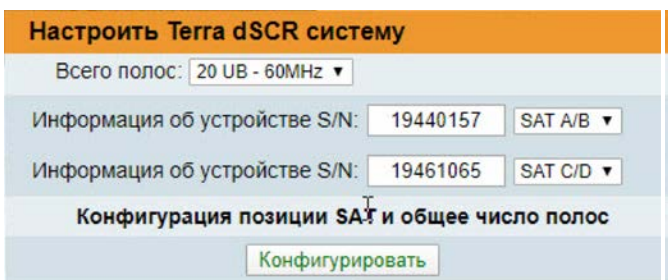 Настроить Terra dSCR систему
Всего полос: 20 UB - 60MHz ▼
Информация об устройстве S/N: 19440157 SAT A/B ▼
Информация об устройстве S/N: 19461065 SAT C/D ▼
Конфигурация позиции SAT и общее число полос
Конфигурировать